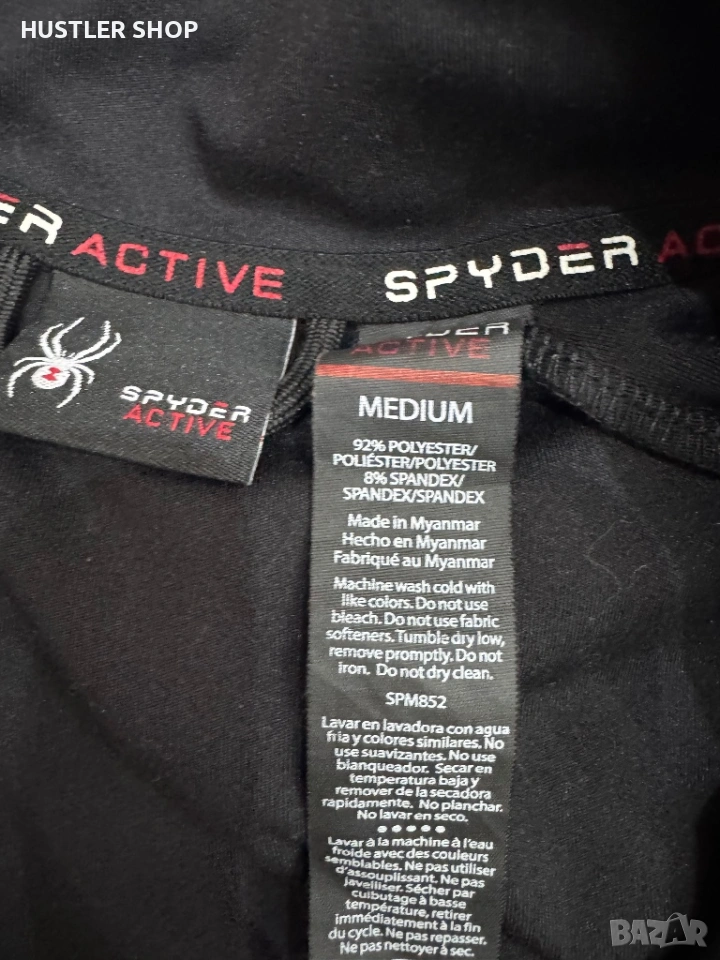 HUSTLER SHOP
ER ACTIVE SPYDER AC
SPYDER
ACTIVE
YDER
ACTIVE
MEDIUM
92% POLYESTER/
POLIÉSTER/POLYESTER
8% SPANDEX/
SPANDEX/SPANDEX
Made in Myanmar
Hecho en Myanmar
Fabriqué au Myanmar
Machine wash cold with
like colors. Do not use
bleach. Do not use fabric
softeners. Tumble dry low,
remove promptly. Do not
iron. Do not dry clean.
SPM852
Lavar en lavadora con agua
fria y colores similares. No
use suavizantes. No use
blanqueador. Secar en
temperatura baja y
remover de la secadora
rapidamente. No planchar.
No lavar en seco.
Lavar à la machine à l'eau
froide avec des couleurs
semblables. Ne pas utiliser
d'assouplissant. Ne pas
javelliser. Sécher par
culbutage à basse
température, retirer
immédiatement à la fin
du cycle. Ne pas repasser.
Ne pas nettoyer à sec.
BAZAR